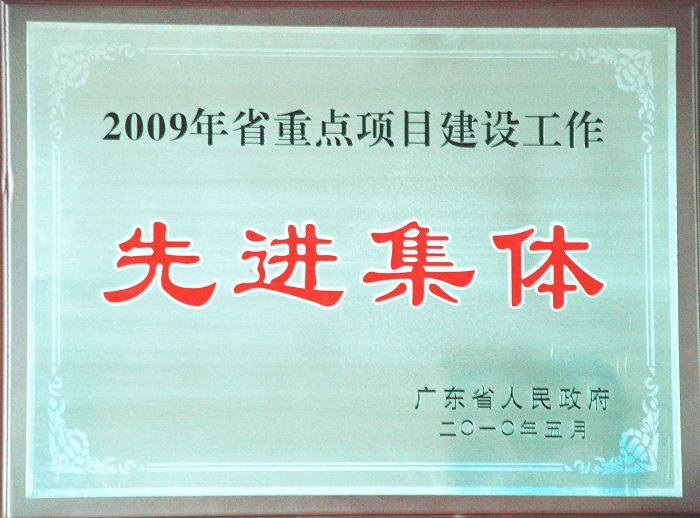 2009年省重点项目建设工作
先进集体
广东省人民政府
二〇一〇年五月